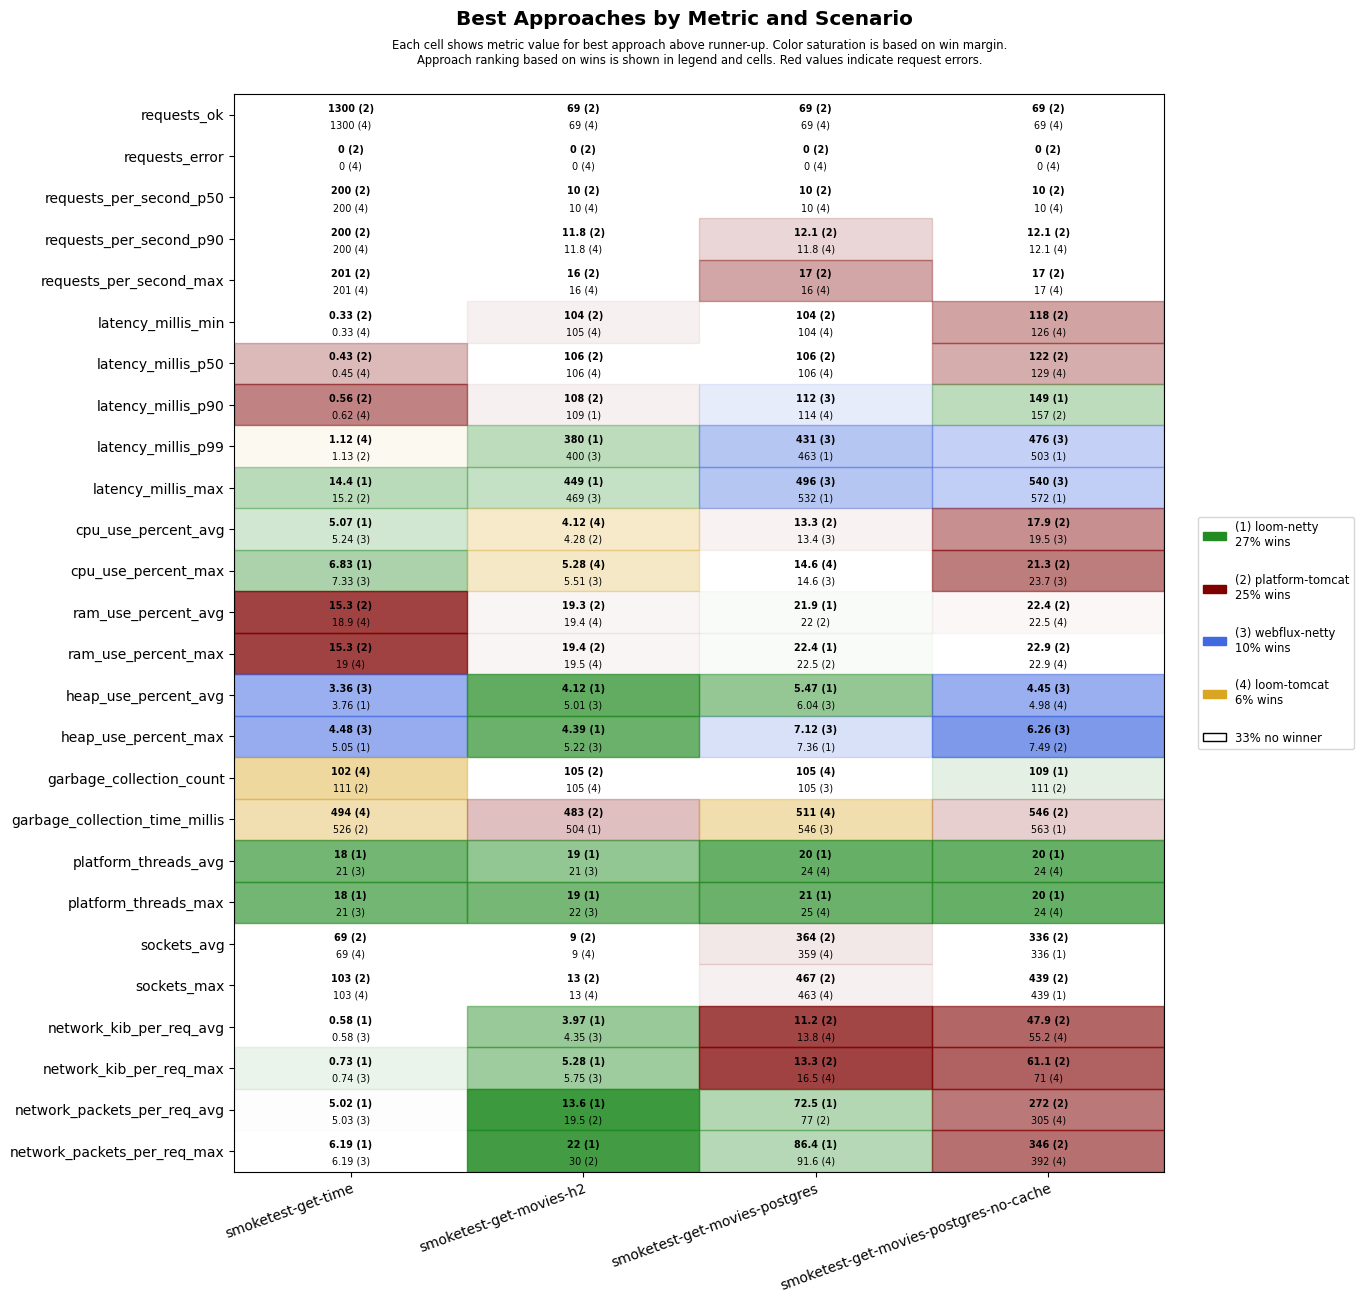 Best Approaches by Metric and Scenario
Each cell shows metric value for best approach above runner-up. Color saturation is based on win margin.
Approach ranking based on wins is shown in legend and cells. Red values indicate request errors.
requests_ok
1300 (2) 69 (2) 69 (2) 69 (2)
1300 (4) 69 (4) 69 (4) 69 (4)
requests_error
0 (2) 0 (2) 0 (2) 0 (2)
0 (4) 0 (4) 0 (4) 0 (4)
requests_per_second_p50
200 (2) 10 (2) 10 (2) 10 (2)
200 (4) 10 (4) 10 (4) 10 (4)
requests_per_second_p90
200 (2) 11.8 (2) 12.1 (2) 12.1 (2)
200 (4) 11.8 (4) 11.8 (4) 12.1 (4)
requests_per_second_max
201 (2) 16 (2) 17 (2) 17 (2)
201 (4) 16 (4) 16 (4) 17 (4)
latency_millis_min
0.33 (2) 104 (2) 104 (2) 118 (2)
0.33 (4) 105 (4) 104 (4) 126 (4)
latency_millis_p50
0.43 (2) 106 (2) 106 (2) 122 (2)
0.45 (4) 106 (4) 106 (4) 129 (4)
latency_millis_p90
0.56 (2) 108 (2) 112 (3) 149 (1)
0.62 (4) 109 (1) 114 (4) 157 (2)
latency_millis_p99
1.12 (4) 380 (1) 431 (3) 476 (3)
1.13 (2) 400 (3) 463 (1) 503 (1)
latency_millis_max
14.4 (1) 449 (1) 496 (3) 540 (3)
15.2 (2) 469 (3) 532 (1) 572 (1)
cpu_use_percent_avg
5.07 (1) 4.12 (4) 13.3 (2) 17.9 (2)
5.24 (3) 4.28 (2) 13.4 (3) 19.5 (3)
cpu_use_percent_max
6.83 (1) 5.28 (4) 14.6 (4) 21.3 (2)
7.33 (3) 5.51 (3) 14.6 (3) 23.7 (3)
ram_use_percent_avg
15.3 (2) 19.3 (2) 21.9 (1) 22.4 (2)
18.9 (4) 19.4 (4) 22 (2) 22.5 (4)
ram_use_percent_max
15.3 (2) 19.4 (2) 22.4 (1) 22.9 (2)
19 (4) 19.5 (4) 22.5 (2) 22.9 (4)
heap_use_percent_avg
3.36 (3) 4.12 (1) 5.47 (1) 4.45 (3)
3.76 (1) 5.01 (3) 6.04 (3) 4.98 (4)
heap_use_percent_max
4.48 (3) 4.39 (1) 7.12 (3) 6.26 (3)
5.05 (1) 5.22 (3) 7.36 (1) 7.49 (2)
garbage_collection_count
102 (4) 105 (2) 105 (4) 109 (1)
111 (2) 105 (4) 105 (3) 111 (2)
garbage_collection_time_millis
494 (4) 483 (2) 511 (4) 546 (2)
526 (2) 504 (1) 546 (3) 563 (1)
platform_threads_avg
18 (1) 19 (1) 20 (1) 20 (1)
21 (3) 21 (3) 24 (4) 24 (4)
platform_threads_max
18 (1) 19 (1) 21 (1) 20 (1)
21 (3) 22 (3) 25 (4) 24 (4)
sockets_avg
69 (2) 9 (2) 364 (2) 336 (2)
69 (4) 9 (4) 359 (4) 336 (1)
sockets_max
103 (2) 13 (2) 467 (2) 439 (2)
103 (4) 13 (4) 463 (4) 439 (1)
network_kib_per_req_avg
0.58 (1) 3.97 (1) 11.2 (2) 47.9 (2)
0.58 (3) 4.35 (3) 13.8 (4) 55.2 (4)
network_kib_per_req_max
0.73 (1) 5.28 (1) 13.3 (2) 61.1 (2)
0.74 (3) 5.75 (3) 16.5 (4) 71 (4)
network_packets_per_req_avg
5.02 (1) 13.6 (1) 72.5 (1) 272 (2)
5.03 (3) 19.5 (2) 77 (2) 305 (4)
network_packets_per_req_max
6.19 (1) 22 (1) 86.4 (1) 346 (2)
6.19 (3) 30 (2) 91.6 (4) 392 (4)
smoketest-get-time
smoketest-get-movies-h2
smoketest-get-movies-postgres
smoketest-get-movies-postgres-no-cache
(1) loom-netty
27% wins
(2) platform-tomcat
25% wins
(3) webflux-netty
10% wins
(4) loom-tomcat
6% wins
33% no winner